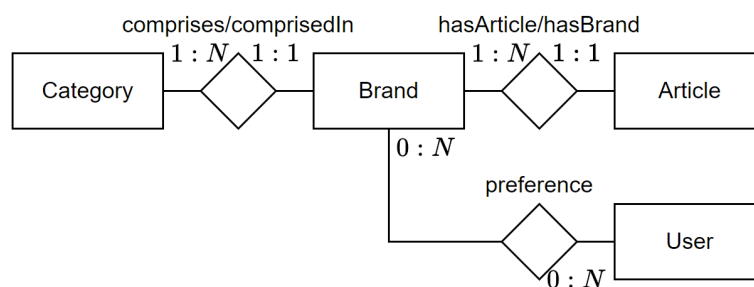 comprises/comprisedIn hasArticle/hasBrand
Category 1 : N 1 : 1 Brand 1 : N 1 : 1 Article
0 : N
preference
User
0 : N